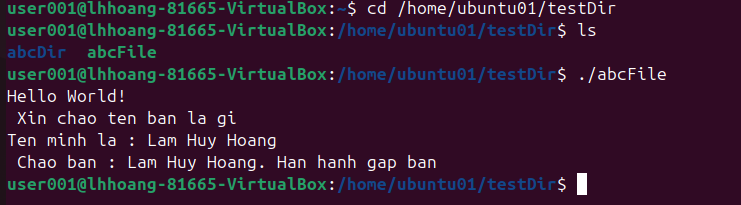 user001@lhhoang-81665-VirtualBox:~$ cd /home/ubuntu01/testDir
user001@lhhoang-81665-VirtualBox:/home/ubuntu01/testDir$ ls
abcDir  abcFile
user001@lhhoang-81665-VirtualBox:/home/ubuntu01/testDir$ ./abcFile
Hello World!
 Xin chao ten ban la gi
Ten minh la : Lam Huy Hoang
 Chao ban : Lam Huy Hoang. Han hanh gap ban
user001@lhhoang-81665-VirtualBox:/home/ubuntu01/testDir$